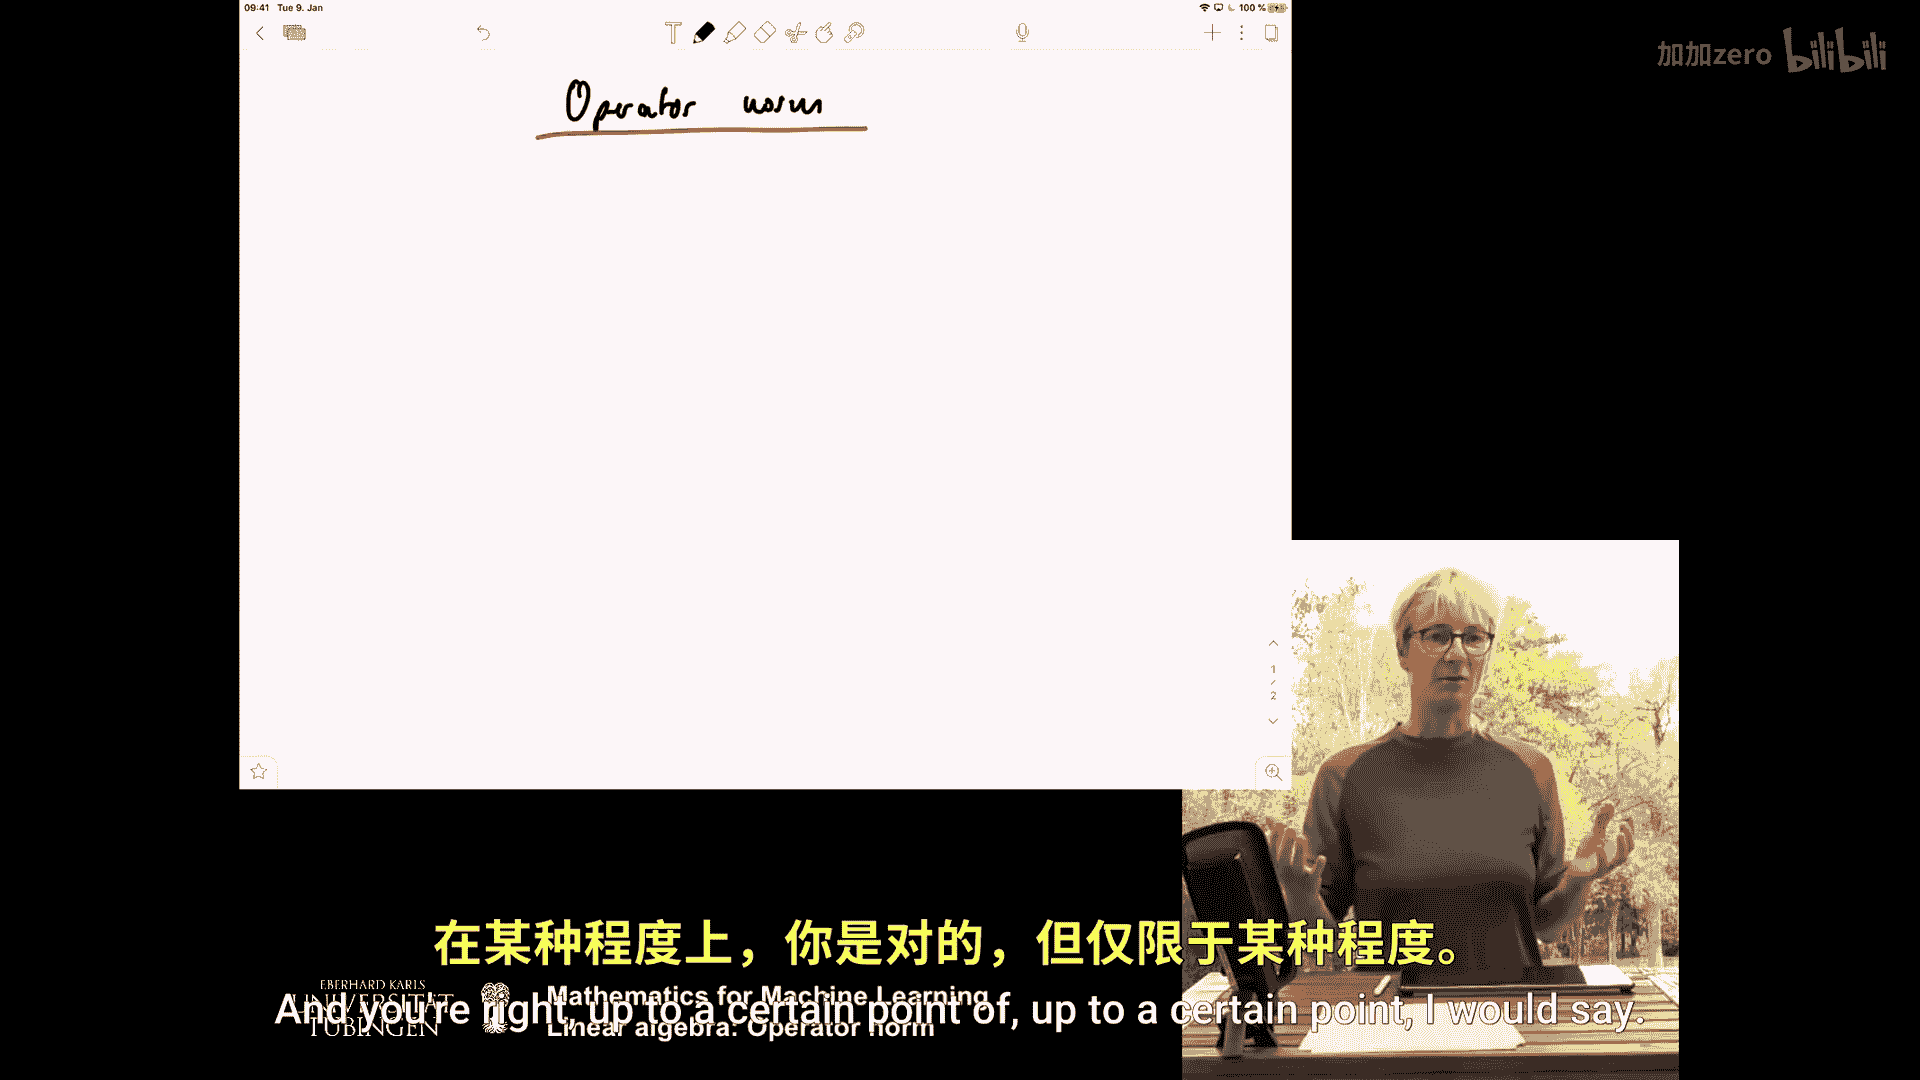 09:41 Tue 9. Jan
100 %
加加zero bilibili
Operator norm
1
/
2
在某种程度上，你是对的，但仅限于某种程度。
EBERHARD KARLS
UNIVERSITÄT
TÜBINGEN
Mathematics for Machine Learning
Linear algebra: Operator norm
And you're right, up to a certain point of, up to a certain point, I would say.